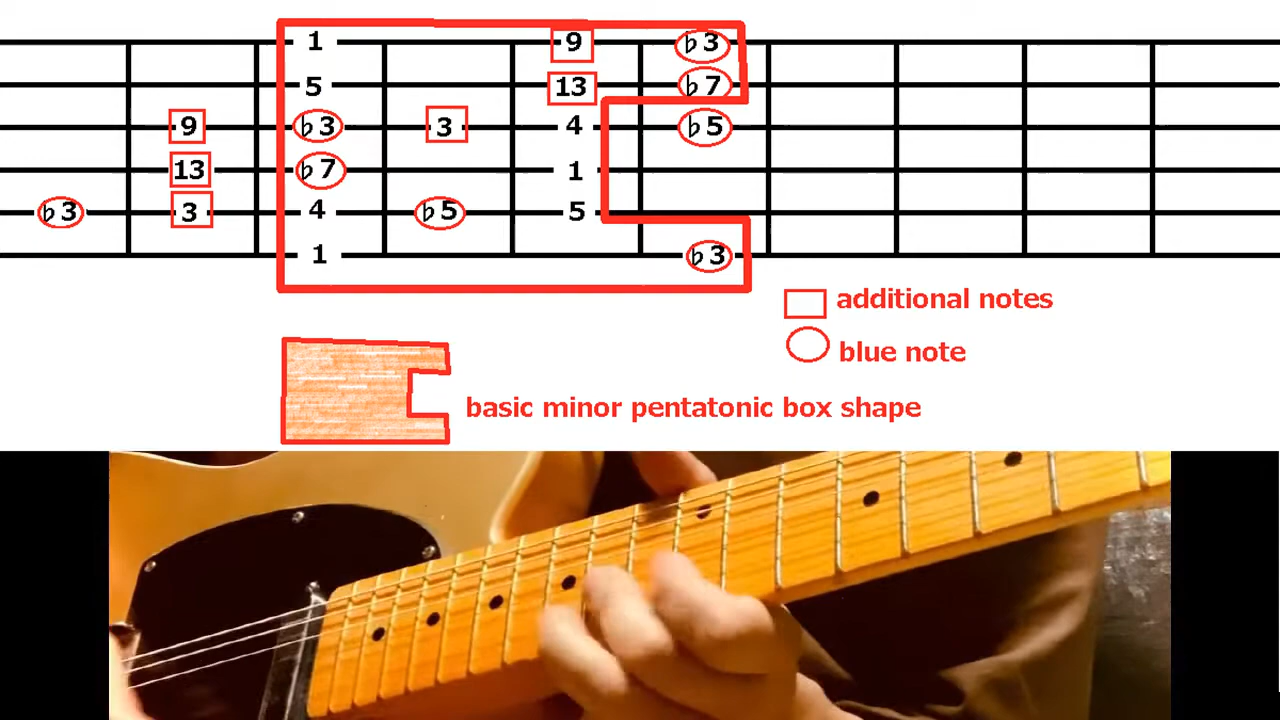 1 9 ♭3
5 13 ♭7
9 ♭3 3 4 ♭5
13 ♭7 1
♭3 3 4 ♭5 5
1 ♭3
additional notes
blue note
basic minor pentatonic box shape